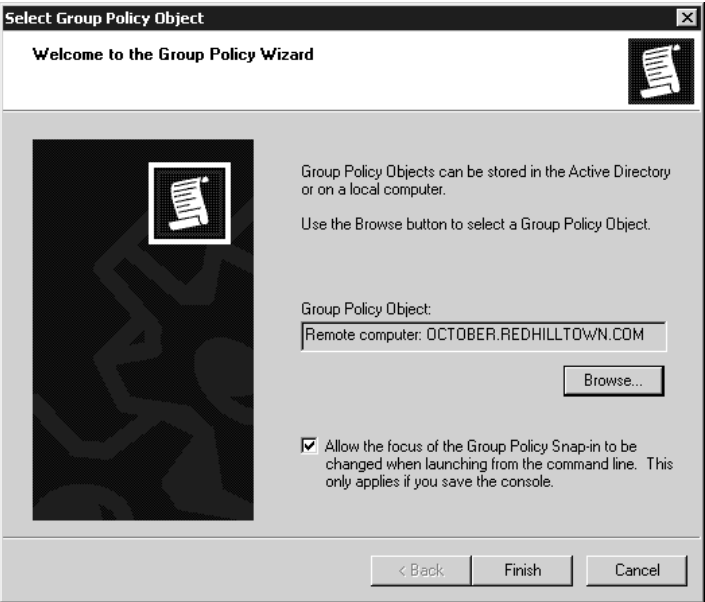 Select Group Policy Object
Welcome to the Group Policy Wizard
Group Policy Objects can be stored in the Active Directory
or on a local computer.
Use the Browse button to select a Group Policy Object.
Group Policy Object:
Remote computer: OCTOBER.REDHILLTOWN.COM
Browse...
Allow the focus of the Group Policy Snap-in to be
changed when launching from the command line. This
only applies if you save the console.
< Back
Finish
Cancel